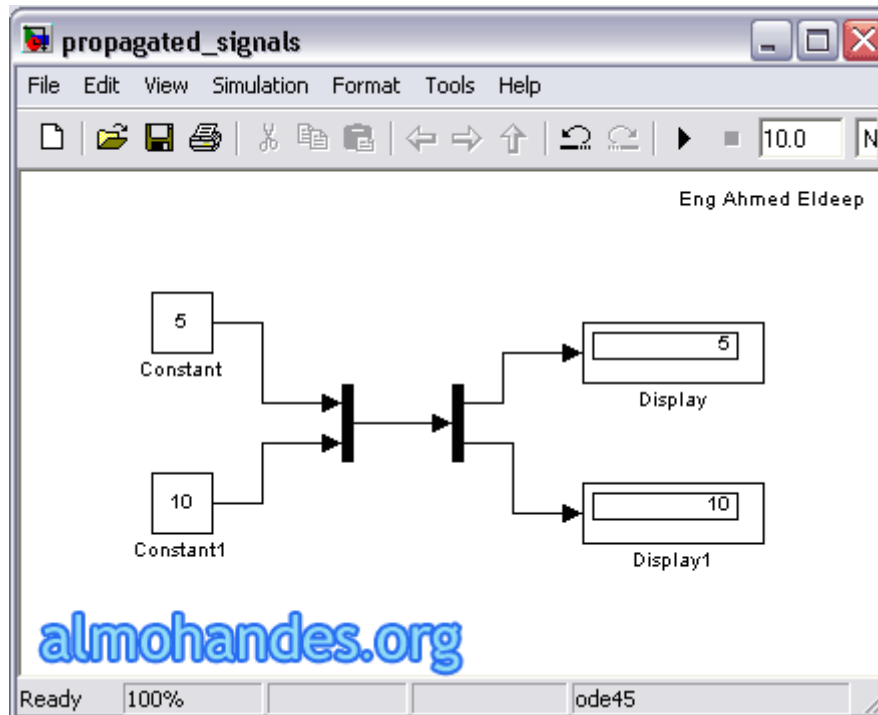 propagated_signals
File Edit View Simulation Format Tools Help
10.0 N
Eng Ahmed Eldeep
5
Constant
5
Display
10
Constant1
10
Display1
almohandes.org
Ready 100% ode45